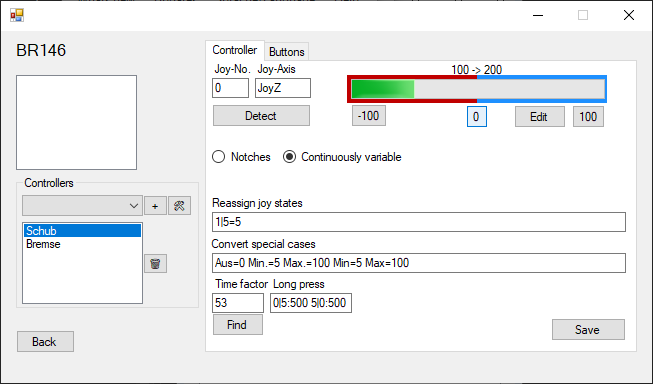 BR146
Controllers
+
Schub
Bremse
Back
Controller Buttons
Joy-No. Joy-Axis
0 JoyZ
Detect
100 -> 200
-100 0 Edit 100
Notches Continuously variable
Reassign joy states
1|5=5
Convert special cases
Aus=0 Min.=5 Max.=100 Min=5 Max=100
Time factor Long press
53 0|5:500 5|0:500
Find
Save